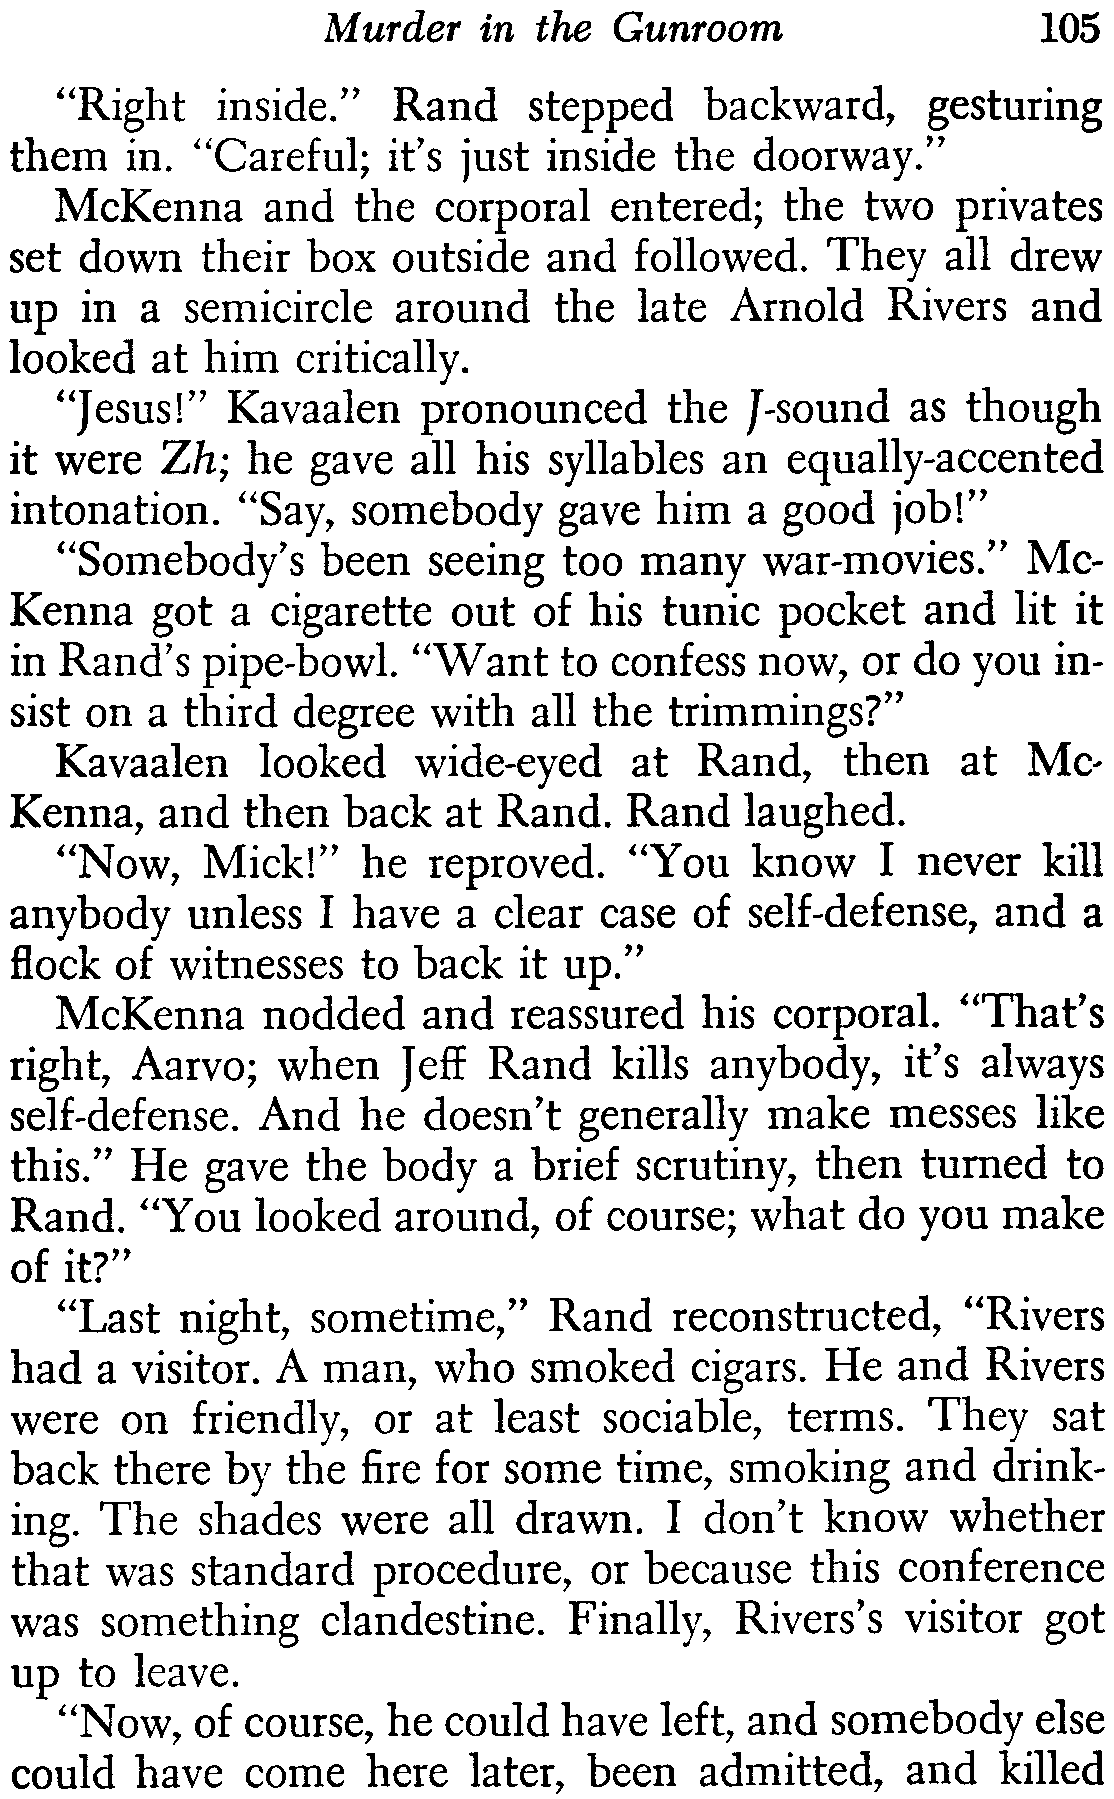 Murder in the Gunroom 105
“Right inside.” Rand stepped backward, gesturing
them in. “Careful; it’s just inside the doorway.”
McKenna and the corporal entered; the two privates
set down their box outside and followed. They all drew
up in a semicircle around the late Arnold Rivers and
looked at him critically.
“Jesus!” Kavaalen pronounced the J-sound as though
it were Zh; he gave all his syllables an equally-accented
intonation. “Say, somebody gave him a good job!”
“Somebody’s been seeing too many war-movies.” Mc-
Kenna got a cigarette out of his tunic pocket and lit it
in Rand’s pipe-bowl. “Want to confess now, or do you in-
sist on a third degree with all the trimmings?”
Kavaalen looked wide-eyed at Rand, then at Mc-
Kenna, and then back at Rand. Rand laughed.
“Now, Mick!” he reproved. “You know I never kill
anybody unless I have a clear case of self-defense, and a
flock of witnesses to back it up.”
McKenna nodded and reassured his corporal. “That’s
right, Aarvo; when Jeff Rand kills anybody, it’s always
self-defense. And he doesn’t generally make messes like
this.” He gave the body a brief scrutiny, then turned to
Rand. “You looked around, of course; what do you make
of it?”
“Last night, sometime,” Rand reconstructed, “Rivers
had a visitor. A man, who smoked cigars. He and Rivers
were on friendly, or at least sociable, terms. They sat
back there by the fire for some time, smoking and drink-
ing. The shades were all drawn. I don’t know whether
that was standard procedure, or because this conference
was something clandestine. Finally, Rivers’s visitor got
up to leave.
“Now, of course, he could have left, and somebody else
could have come here later, been admitted, and killed